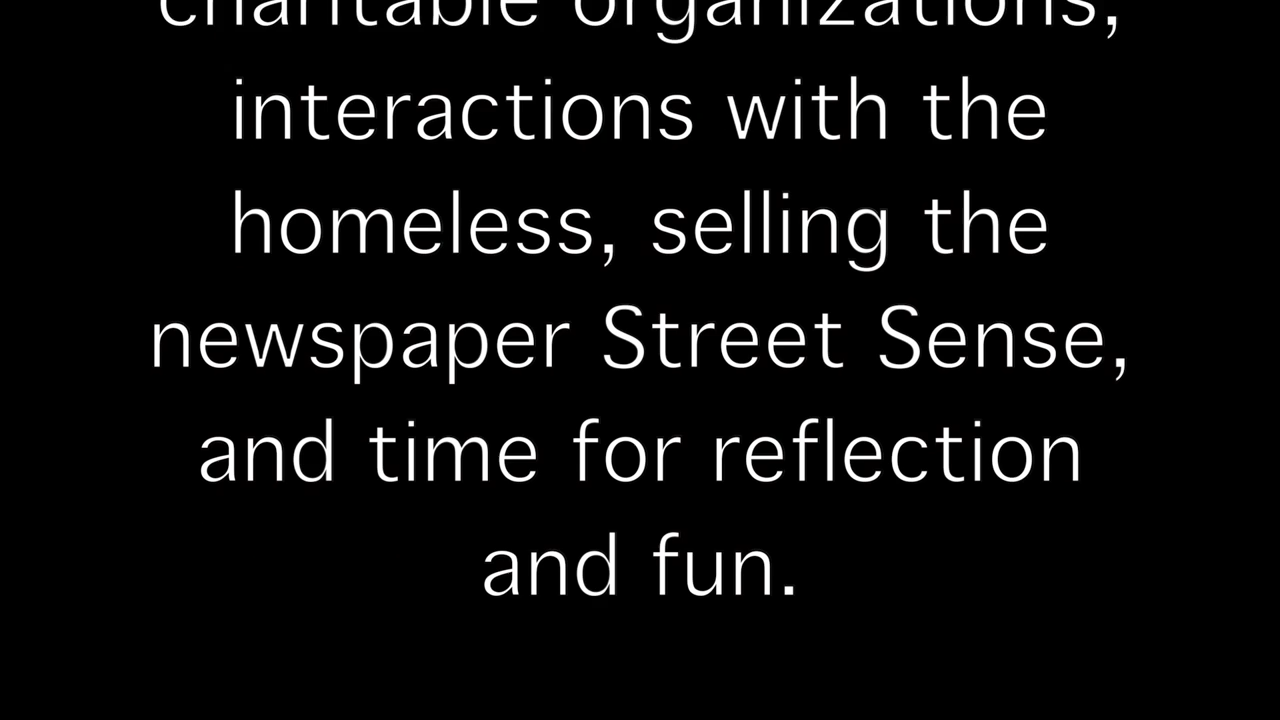 charitable organizations,
interactions with the
homeless, selling the
newspaper Street Sense,
and time for reflection
and fun.